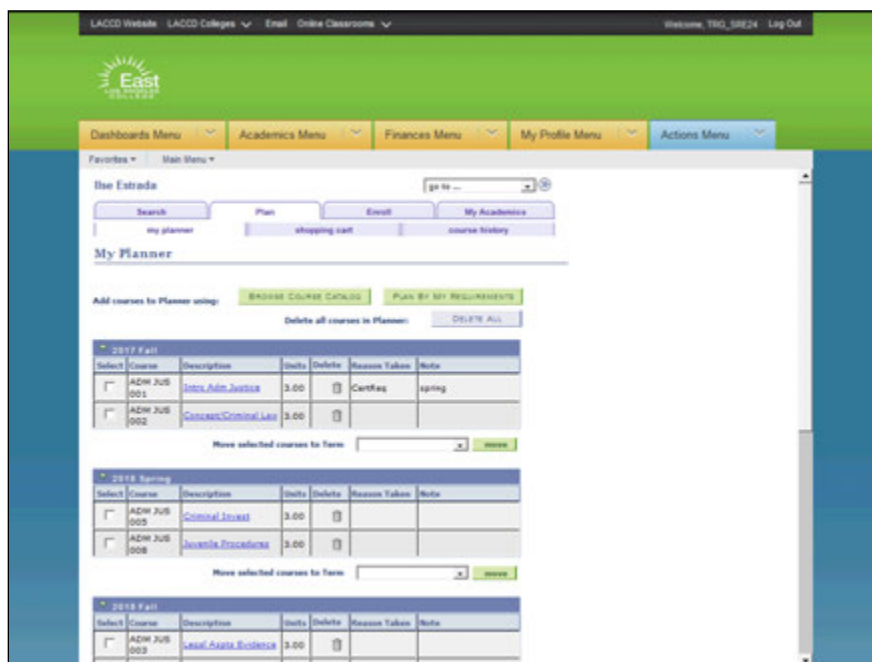 LACCD Website LACCD Colleges Email Online Classrooms Welcome, TRG_SRE24 Log Out
East
LOS ANGELES
COLLEGE
Dashboards Menu Academics Menu Finances Menu My Profile Menu Actions Menu
Favorites Main Menu
Ilse Estrada go to ...
Search Plan Enroll My Academics
my planner shopping cart course history
My Planner
Add courses to Planner using: BROWSE COURSE CATALOG PLAN BY MY REQUIREMENTS
Delete all courses in Planner: DELETE ALL
2017 Fall
Select Course Description Units Delete Reason Taken Note
ADM JUS 001 Intro Adm Justice 3.00 CertReq spring
ADM JUS 002 Concept/Criminal Law 3.00
Move selected courses to Term move
2018 Spring
Select Course Description Units Delete Reason Taken Note
ADM JUS 005 Criminal Invest 3.00
ADM JUS 008 Juvenile Procedures 3.00
Move selected courses to Term move
2018 Fall
Select Course Description Units Delete Reason Taken Note
ADM JUS 003 Legal Aspts Evidence 3.00